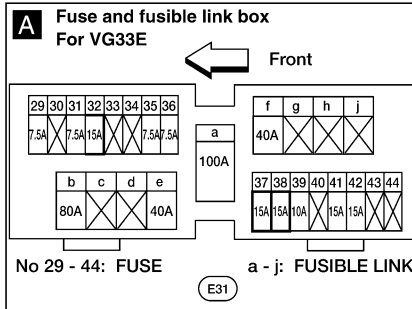 A Fuse and fusible link box
For VG33E
Front
29 30 31 32 33 34 35 36
7.5A 7.5A 15A 7.5A 7.5A
a
100A
f g h j
40A
b c d e
80A 40A
37 38 39 40 41 42 43 44
15A 15A 10A 15A 15A
No 29 - 44: FUSE
a - j: FUSIBLE LINK
E31